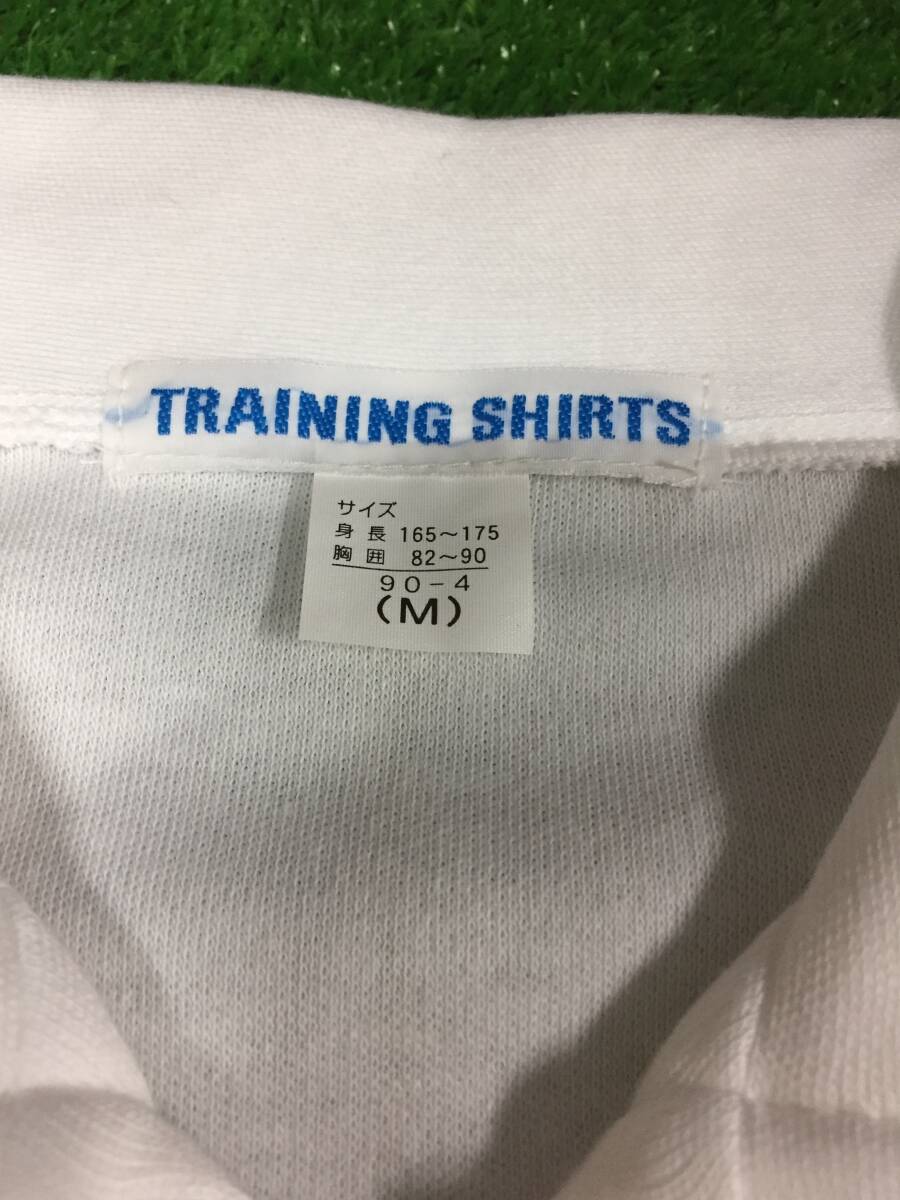 TRAINING SHIRTS
サイズ
身長 165～175
胸囲 82～90
90-4
(M)